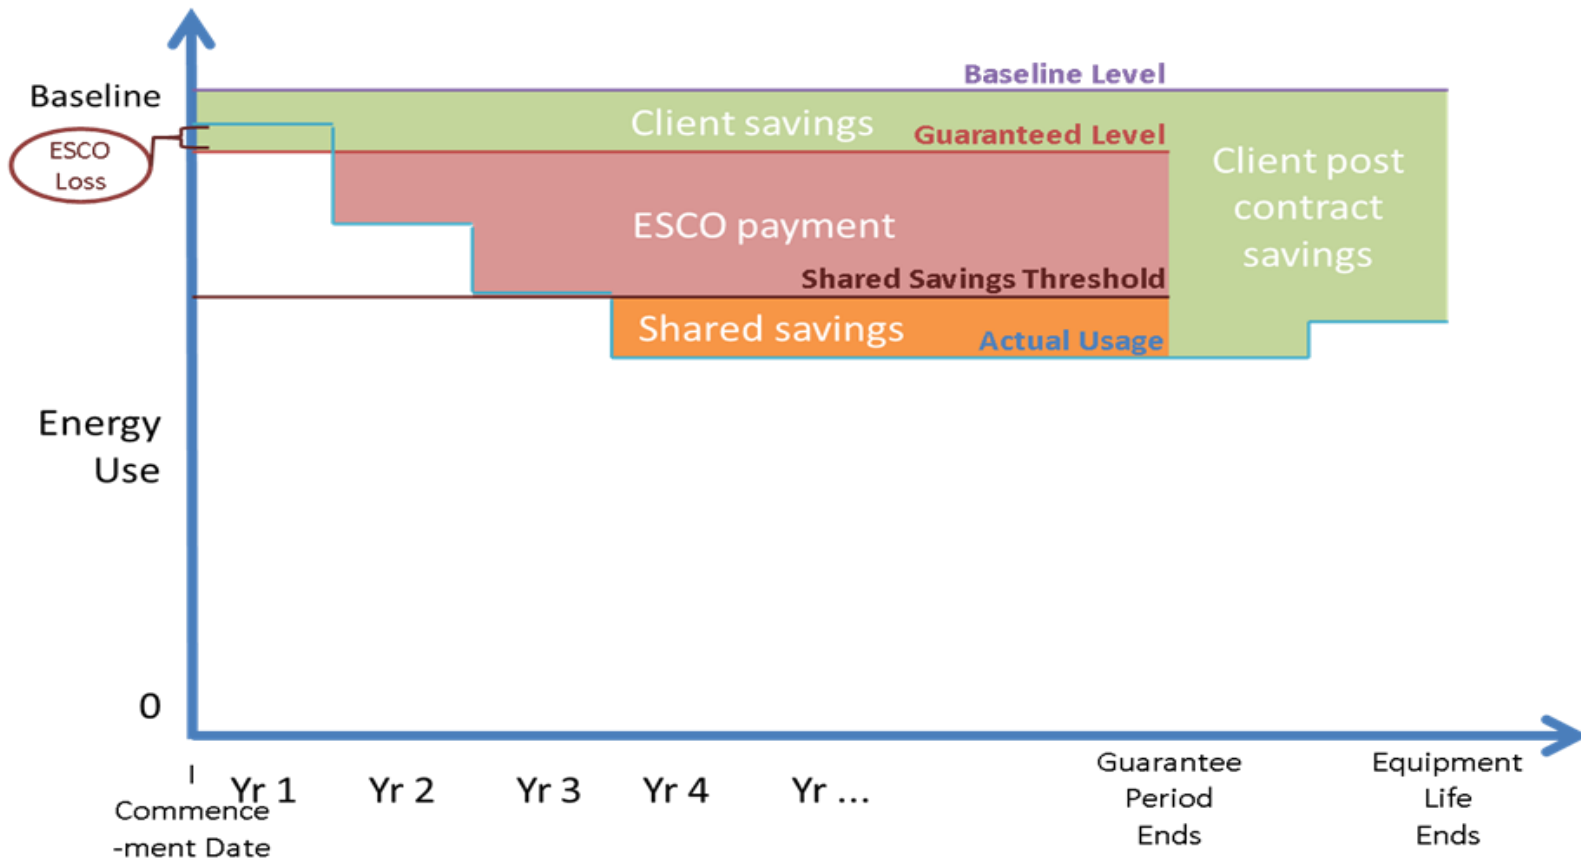 Baseline Level
Baseline
Client savings
Guaranteed Level
ESCO
Loss
Client post
contract
savings
ESCO payment
Shared Savings Threshold
Shared savings
Actual Usage
Energy
Use
0
Yr 1
Yr 2
Yr 3
Yr 4
Yr ...
Commence
-ment Date
Guarantee
Period
Ends
Equipment
Life
Ends